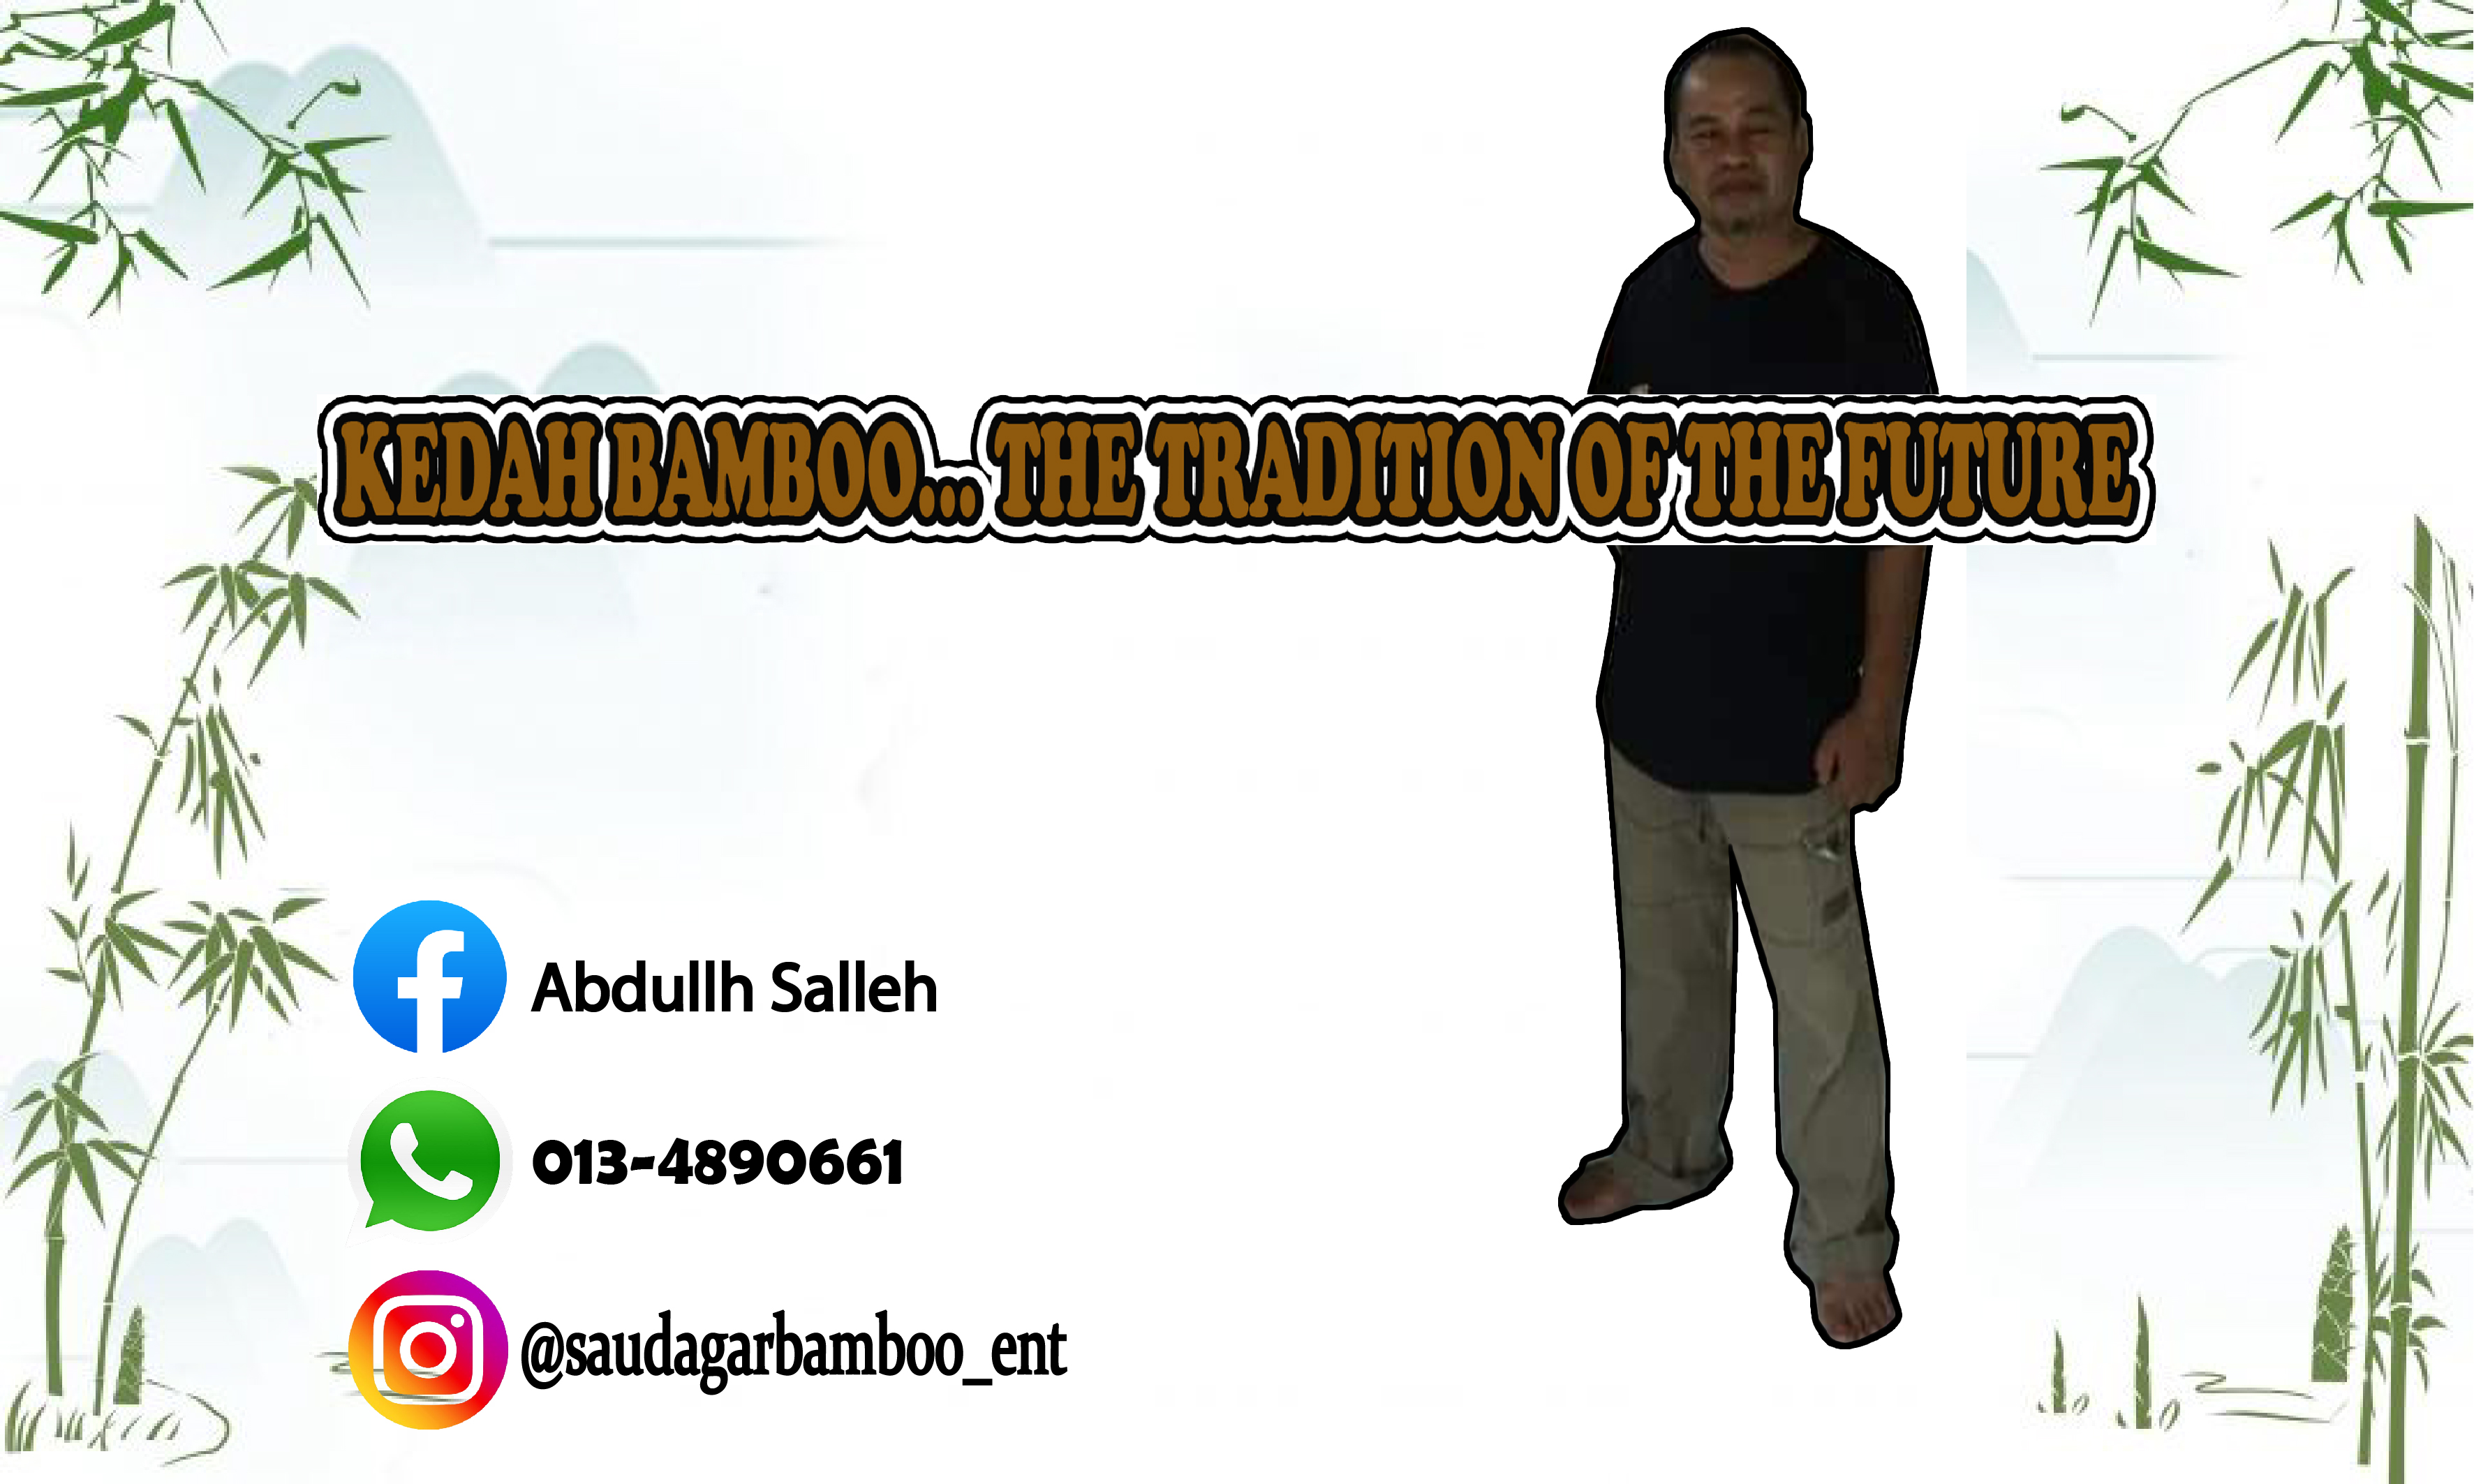 KEDAH BAMBOO... THE TRADITION OF THE FUTURE
Abdullh Salleh
013-4890661
@saudagarbamboo_ent